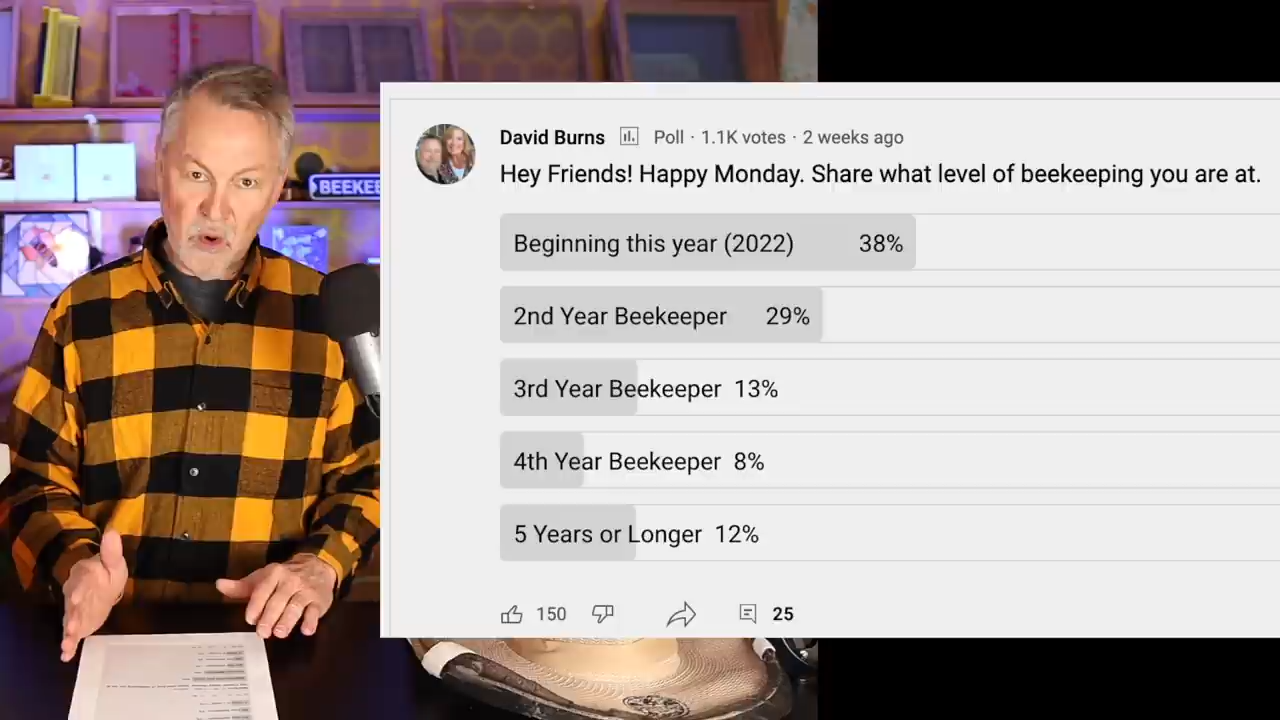 BEEKEE
David Burns Poll · 1.1K votes · 2 weeks ago
Hey Friends! Happy Monday. Share what level of beekeeping you are at.
Beginning this year (2022) 38%
2nd Year Beekeeper 29%
3rd Year Beekeeper 13%
4th Year Beekeeper 8%
5 Years or Longer 12%
150 25